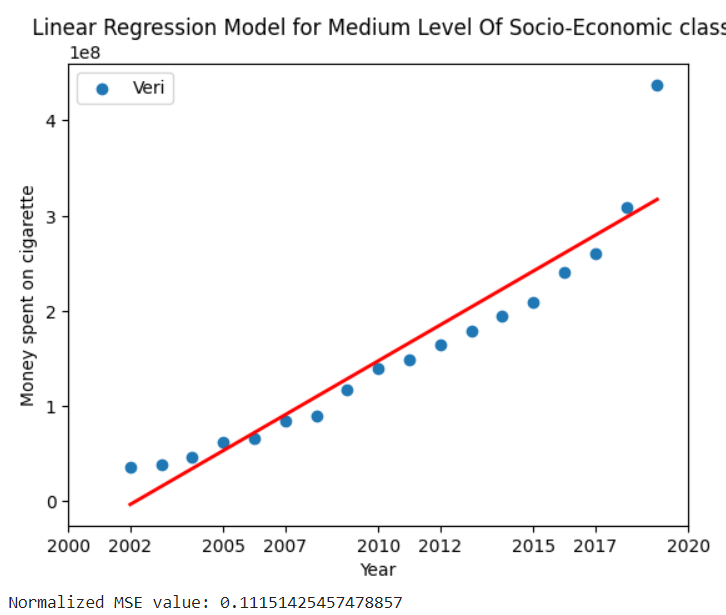 Linear Regression Model for Medium Level Of Socio-Economic clas
1e8
Veri
4
3
2
1
0
Money spent on cigarette
2000 2002 2005 2007 2010 2012 2015 2017 2020
Year
Normalized MSE value: 0.11151425457478857